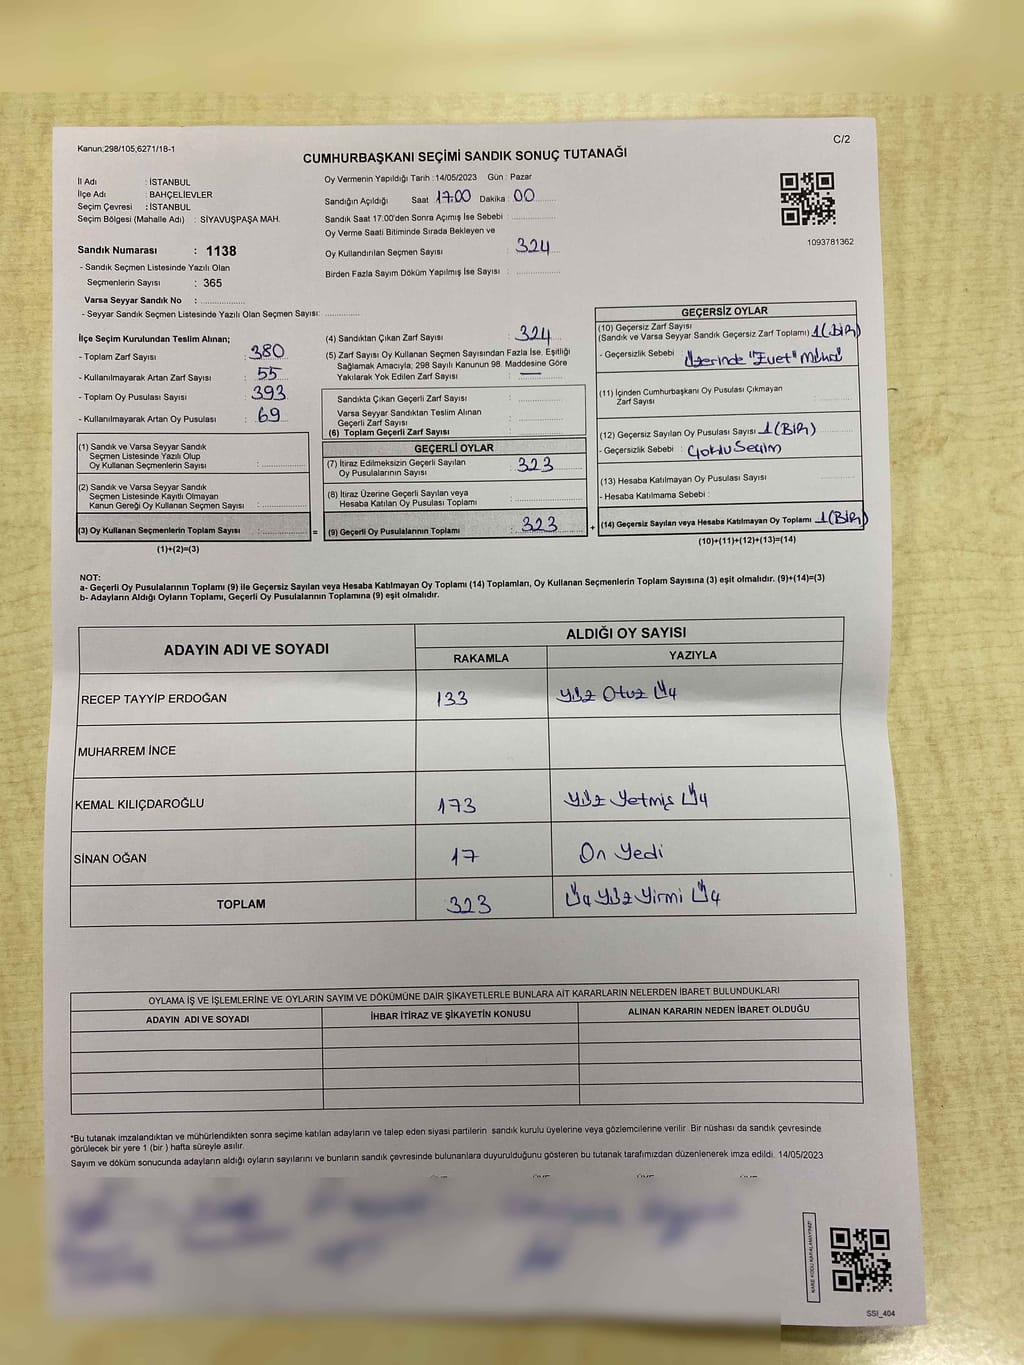 Kanun;298/105,6271/18-1
C/2
CUMHURBAŞKANI SEÇİMİ SANDIK SONUÇ TUTANAĞI
İl Adı : İSTANBUL
İlçe Adı : BAHÇELİEVLER
Seçim Çevresi : İSTANBUL
Seçim Bölgesi (Mahalle Adı) : SİYAVUŞPAŞA MAH.
Sandık Numarası : 1138
- Sandık Seçmen Listesinde Yazılı Olan
Seçmenlerin Sayısı : 365
Varsa Seyyar Sandık No :
- Seyyar Sandık Seçmen Listesinde Yazılı Olan Seçmen Sayısı:
Oy Vermenin Yapıldığı Tarih : 14/05/2023 Gün : Pazar
Sandığın Açıldığı Saat 17:00 Dakika : 00
Sandık Saat 17:00'den Sonra Açımış İse Sebebi :
Oy Verme Saati Bitiminde Sırada Bekleyen ve
Oy Kullandırılan Seçmen Sayısı : 324
Birden Fazla Sayım Döküm Yapılmış İse Sayısı :
1093781362
İlçe Seçim Kurulundan Teslim Alınan;
- Toplam Zarf Sayısı : 380
- Kullanılmayarak Artan Zarf Sayısı : 55
- Toplam Oy Pusulası Sayısı : 393
- Kullanılmayarak Artan Oy Pusulası : 69
(1) Sandık ve Varsa Seyyar Sandık
Seçmen Listesinde Yazılı Olup
Oy Kullanan Seçmenlerin Sayısı :
(2) Sandık ve Varsa Seyyar Sandık
Seçmen Listesinde Kayıtlı Olmayan
Kanun Gereği Oy Kullanan Seçmen Sayısı :
(3) Oy Kullanan Seçmenlerin Toplam Sayısı : =
(1)+(2)=(3)
(4) Sandıktan Çıkan Zarf Sayısı : 324
(5) Zarf Sayısı Oy Kullanan Seçmen Sayısından Fazla İse, Eşitliği
Sağlamak Amacıyla; 298 Sayılı Kanunun 98. Maddesine Göre
Yakılarak Yok Edilen Zarf Sayısı : —
Sandıkta Çıkan Geçerli Zarf Sayısı :
Varsa Seyyar Sandıktan Teslim Alınan
Geçerli Zarf Sayısı :
(6) Toplam Geçerli Zarf Sayısı :
GEÇERLİ OYLAR
(7) İtiraz Edilmeksizin Geçerli Sayılan
Oy Pusulalarının Sayısı : 323
(8) İtiraz Üzerine Geçerli Sayılan veya
Hesaba Katılan Oy Pusulası Toplamı :
(9) Geçerli Oy Pusulalarının Toplamı : 323 +
GEÇERSİZ OYLAR
(10) Geçersiz Zarf Sayısı
(Sandık ve Varsa Seyyar Sandık Geçersiz Zarf Toplamı) 1(BİR)
- Geçersizlik Sebebi : Üzerinde "Evet" Mührü
(11) İçinden Cumhurbaşkanı Oy Pusulası Çıkmayan
Zarf Sayısı :
(12) Geçersiz Sayılan Oy Pusulası Sayısı : 1(BİR)
- Geçersizlik Sebebi : Çoklu Seçim
(13) Hesaba Katılmayan Oy Pusulası Sayısı :
- Hesaba Katılmama Sebebi :
(14) Geçersiz Sayılan veya Hesaba Katılmayan Oy Toplamı : 1(BİR)
(10)+(11)+(12)+(13)=(14)
NOT:
a- Geçerli Oy Pusulalarının Toplamı (9) ile Geçersiz Sayılan veya Hesaba Katılmayan Oy Toplamı (14) Toplamları, Oy Kullanan Seçmenlerin Toplam Sayısına (3) eşit olmalıdır. (9)+(14)=(3)
b- Adayların Aldığı Oyların Toplamı, Geçerli Oy Pusulalarının Toplamına (9) eşit olmalıdır.
ADAYIN ADI VE SOYADI
ALDIĞI OY SAYISI
RAKAMLA YAZIYLA
RECEP TAYYİP ERDOĞAN 133 Yüz Otuz Üç
MUHARREM İNCE
KEMAL KILIÇDAROĞLU 173 Yüz Yetmiş Üç
SİNAN OĞAN 17 On Yedi
TOPLAM 323 Üç Yüz Yirmi Üç
OYLAMA İŞ VE İŞLEMLERİNE VE OYLARIN SAYIM VE DÖKÜMÜNE DAİR ŞİKAYETLERLE BUNLARA AİT KARARLARIN NELERDEN İBARET BULUNDUKLARI
ADAYIN ADI VE SOYADI İHBAR İTİRAZ VE ŞİKAYETİN KONUSU ALINAN KARARIN NEDEN İBARET OLDUĞU
*Bu tutanak imzalandıktan ve mühürlendikten sonra seçime katılan adayların ve talep eden siyasi partilerin sandık kurulu üyelerine veya gözlemcilerine verilir. Bir nüshası da sandık çevresinde
görülecek bir yere 1 (bir ) hafta süreyle asılır.
Sayım ve döküm sonucunda adayların aldığı oyların sayılarını ve bunların sandık çevresinde bulunanlara duyurulduğunu gösteren bu tutanak tarafımızdan düzenlenerek imza edildi. 14/05/2023
KARE KODU KARALAMAYINIZ!
SSI_404